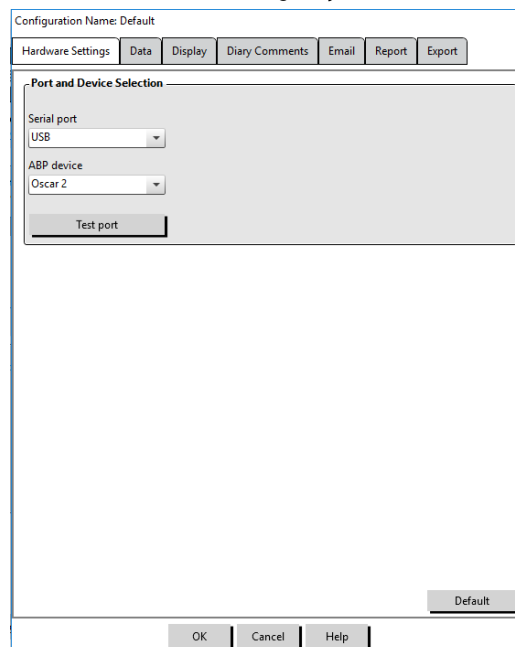 Configuration Name: Default
Hardware Settings Data Display Diary Comments Email Report Export
Port and Device Selection
Serial port
USB
ABP device
Oscar 2
Test port
Default
OK Cancel Help